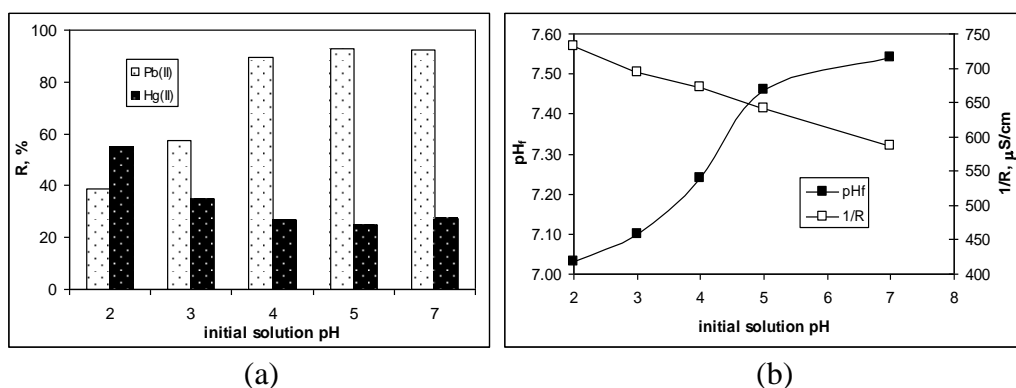 100
80
60
40
20
0
R, %
Pb(II)
Hg(II)
2 3 4 5 7
initial solution pH
(a)
7.60
7.50
7.40
7.30
7.20
7.10
7.00
pHf
750
700
650
600
550
500
450
400
1/R, µS/cm
pHf
1/R
2 3 4 5 6 7 8
initial solution pH
(b)